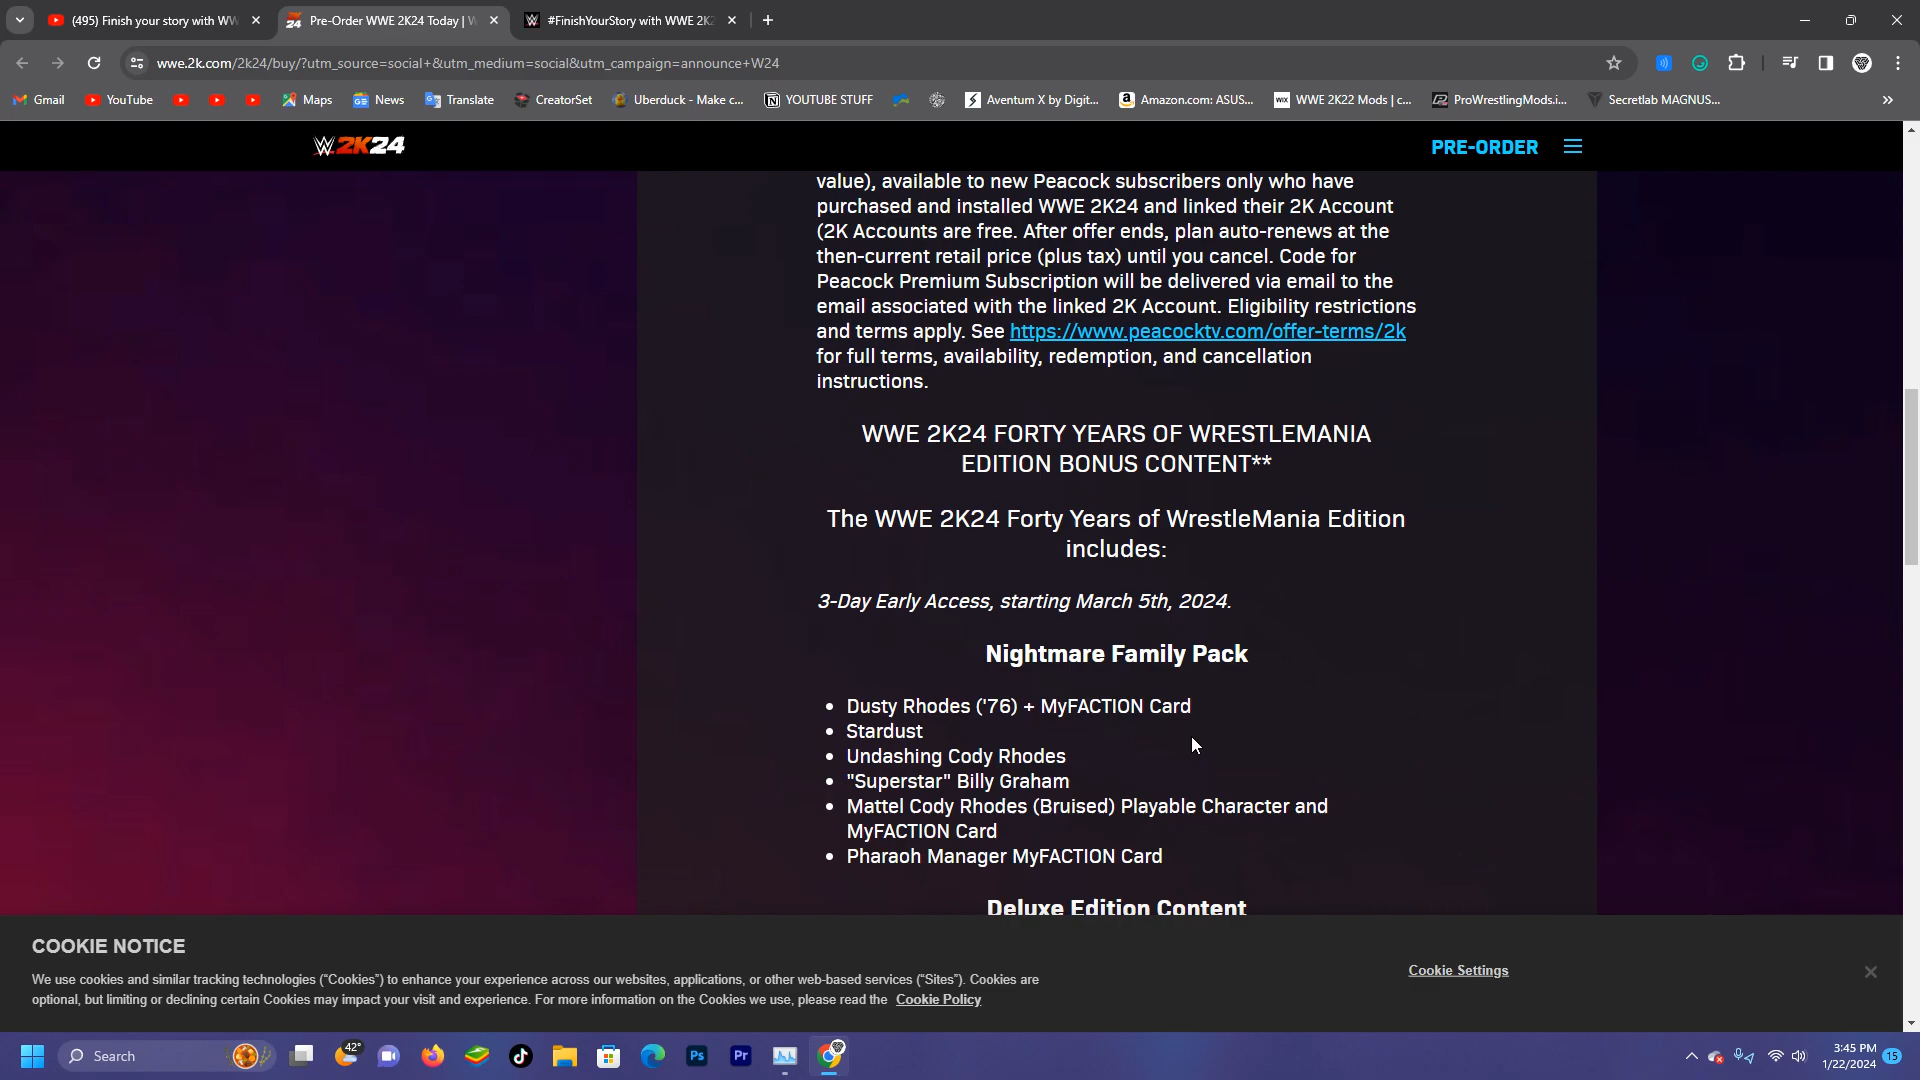 (495) Finish your story with WW
Pre-Order WWE 2K24 Today | W
#FinishYourStory with WWE 2K2
wwe.2k.com/2k24/buy/?utm_source=social+&utm_medium=social&utm_campaign=announce+W24
Gmail YouTube Maps News Translate CreatorSet Uberduck - Make c... YOUTUBE STUFF Aventum X by Digit... Amazon.com: ASUS... WWE 2K22 Mods | c... ProWrestlingMods.i... Secretlab MAGNUS...
W 2K24 PRE-ORDER
value), available to new Peacock subscribers only who have
purchased and installed WWE 2K24 and linked their 2K Account
(2K Accounts are free. After offer ends, plan auto-renews at the
then-current retail price (plus tax) until you cancel. Code for
Peacock Premium Subscription will be delivered via email to the
email associated with the linked 2K Account. Eligibility restrictions
and terms apply. See https://www.peacocktv.com/offer-terms/2k
for full terms, availability, redemption, and cancellation
instructions.
WWE 2K24 FORTY YEARS OF WRESTLEMANIA
EDITION BONUS CONTENT**
The WWE 2K24 Forty Years of WrestleMania Edition
includes:
3-Day Early Access, starting March 5th, 2024.
Nightmare Family Pack
• Dusty Rhodes ('76) + MyFACTION Card
• Stardust
• Undashing Cody Rhodes
• "Superstar" Billy Graham
• Mattel Cody Rhodes (Bruised) Playable Character and
MyFACTION Card
• Pharaoh Manager MyFACTION Card
Deluxe Edition Content
COOKIE NOTICE
We use cookies and similar tracking technologies (“Cookies”) to enhance your experience across our websites, applications, or other web-based services (“Sites”). Cookies are
optional, but limiting or declining certain Cookies may impact your visit and experience. For more information on the Cookies we use, please read the Cookie Policy
Cookie Settings
Search
42°
Ps
Pr
3:45 PM
1/22/2024
15